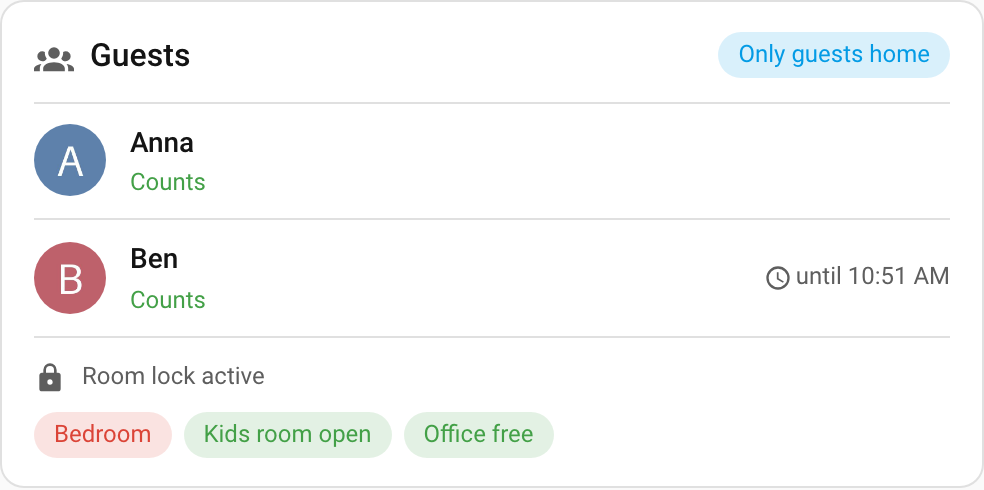 Guests
Only guests home
A
Anna
Counts
B
Ben
Counts
until 10:51 AM
Room lock active
Bedroom
Kids room open
Office free